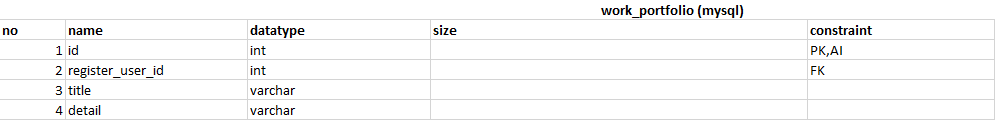 work_portfolio (mysql)
no name datatype size constraint
1 id int PK,AI
2 register_user_id int FK
3 title varchar
4 detail varchar